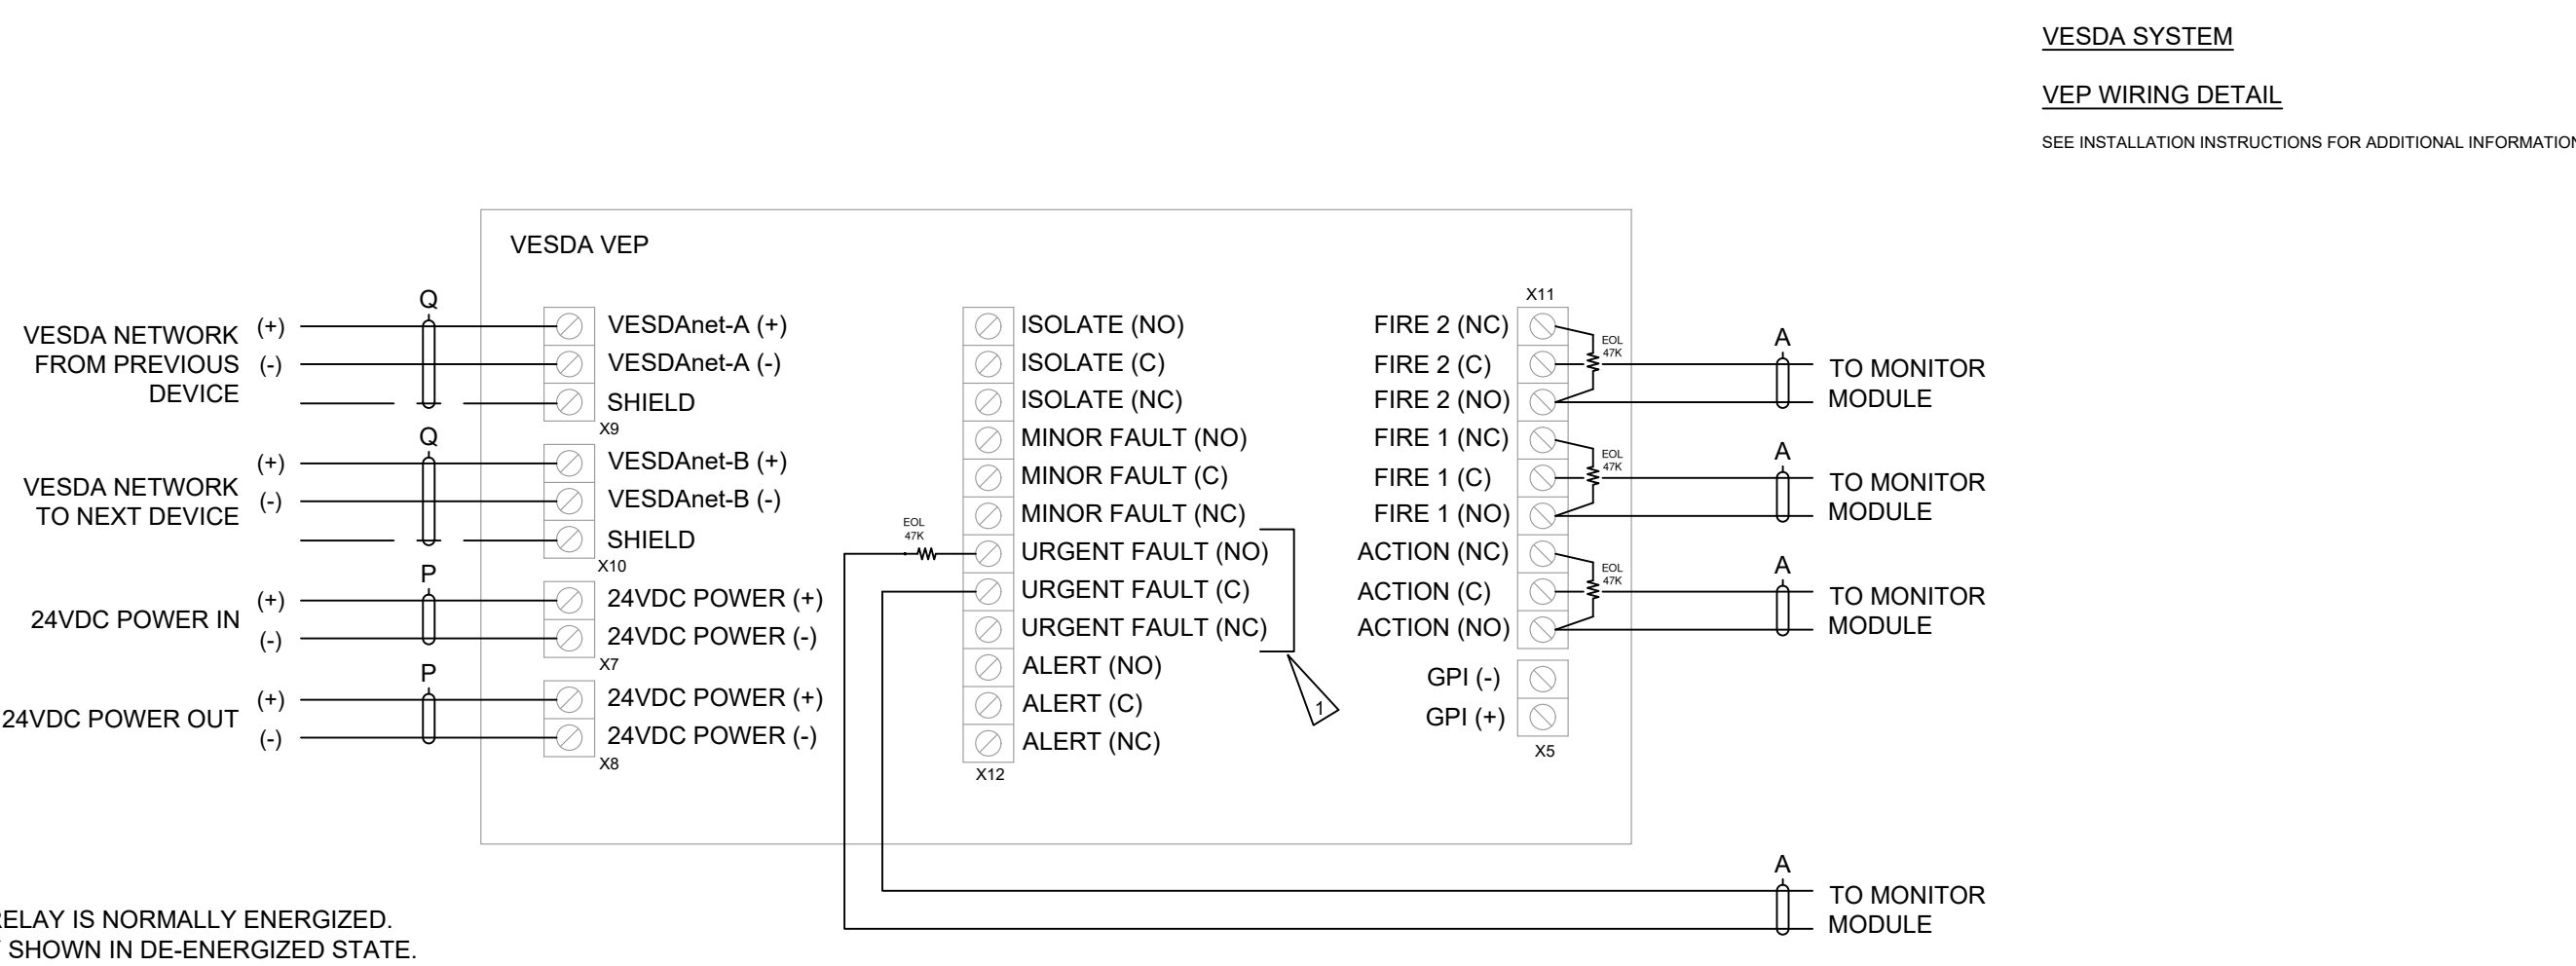 VESDA SYSTEM
VEP WIRING DETAIL
SEE INSTALLATION INSTRUCTIONS FOR ADDITIONAL
VESDA VEP
VESDA NETWORK
FROM PREVIOUS
DEVICE
(+)
(-)
Q
VESDAnet-A (+)
VESDAnet-A (-)
SHIELD
X9
VESDA NETWORK
TO NEXT DEVICE
(+)
(-)
Q
VESDAnet-B (+)
VESDAnet-B (-)
SHIELD
X10
24VDC POWER IN
(+)
(-)
P
24VDC POWER (+)
24VDC POWER (-)
X7
24VDC POWER OUT
(+)
(-)
P
24VDC POWER (+)
24VDC POWER (-)
X8
ISOLATE (NO)
ISOLATE (C)
ISOLATE (NC)
MINOR FAULT (NO)
MINOR FAULT (C)
MINOR FAULT (NC)
EOL
47K
URGENT FAULT (NO)
URGENT FAULT (C)
URGENT FAULT (NC)
1
ALERT (NO)
ALERT (C)
ALERT (NC)
X12
X11
FIRE 2 (NC)
FIRE 2 (C)
FIRE 2 (NO)
EOL
47K
A
TO MONITOR
MODULE
FIRE 1 (NC)
FIRE 1 (C)
FIRE 1 (NO)
EOL
47K
A
TO MONITOR
MODULE
ACTION (NC)
ACTION (C)
ACTION (NO)
EOL
47K
A
TO MONITOR
MODULE
GPI (-)
GPI (+)
X5
A
TO MONITOR
MODULE
RELAY IS NORMALLY ENERGIZED.
SHOWN IN DE-ENERGIZED STATE.